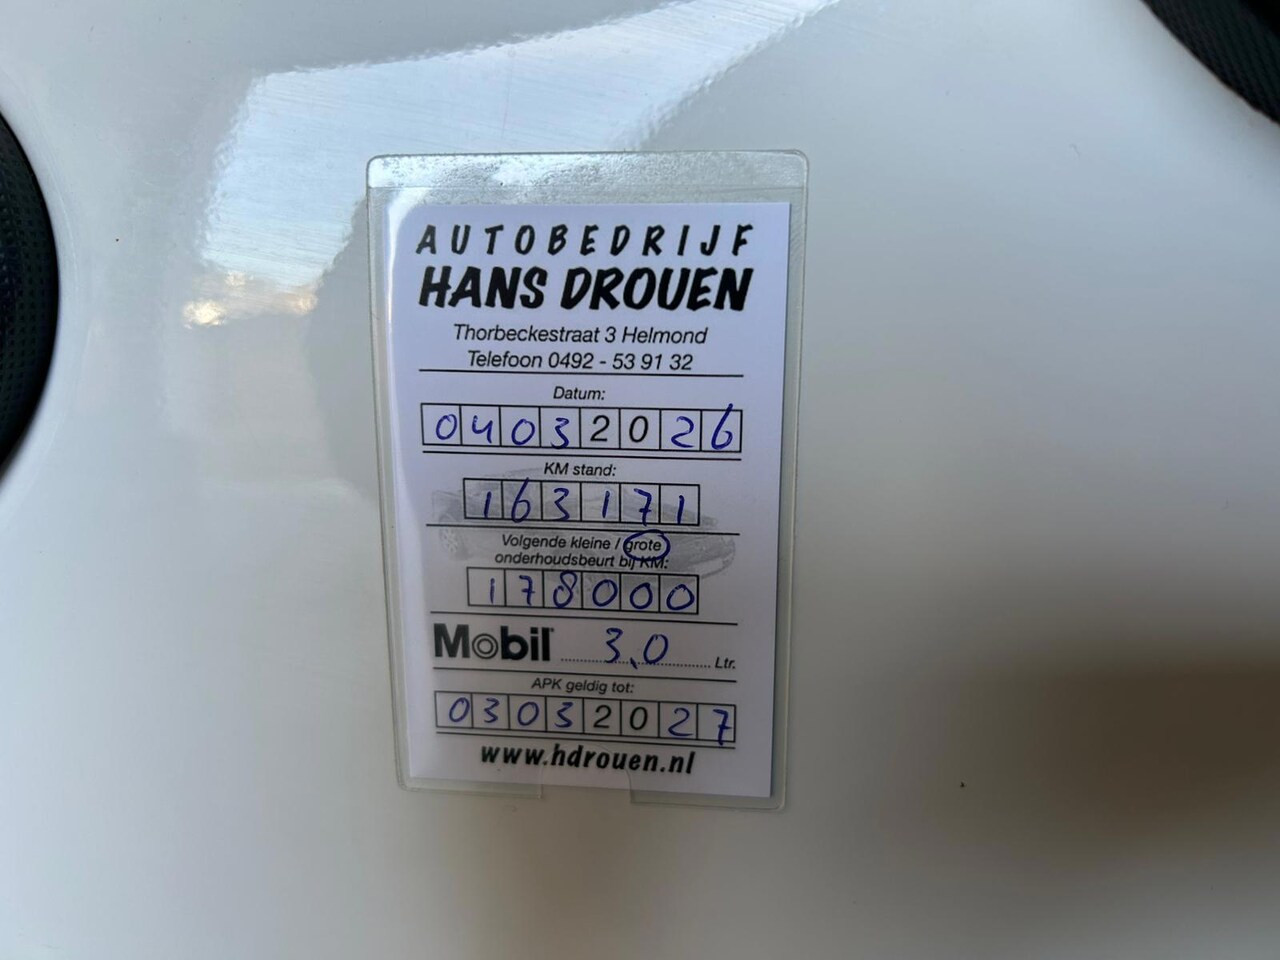 AUTOBEDRIJF
HANS DROUEN
Thorbeckestraat 3 Helmond
Telefoon 0492 - 53 91 32
Datum:
04032026
KM stand:
163171
Volgende kleine / grote
onderhoudsbeurt bij KM:
178000
Mobil 3,0 Ltr.
APK geldig tot:
03032027
www.hdrouen.nl